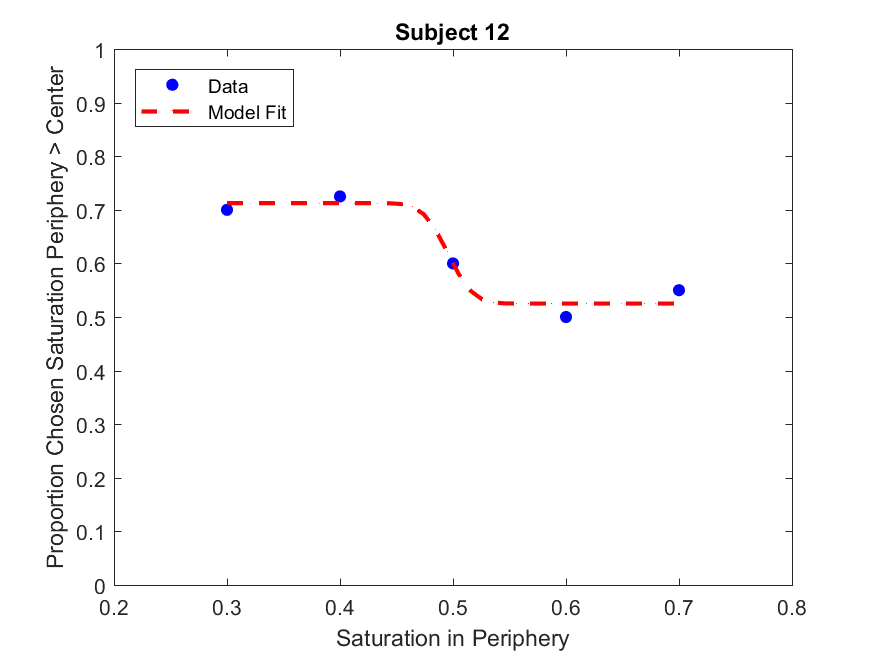 Subject 12
Data
Model Fit
Proportion Chosen Saturation Periphery > Center
1
0.9
0.8
0.7
0.6
0.5
0.4
0.3
0.2
0.1
0
0.2 0.3 0.4 0.5 0.6 0.7 0.8
Saturation in Periphery